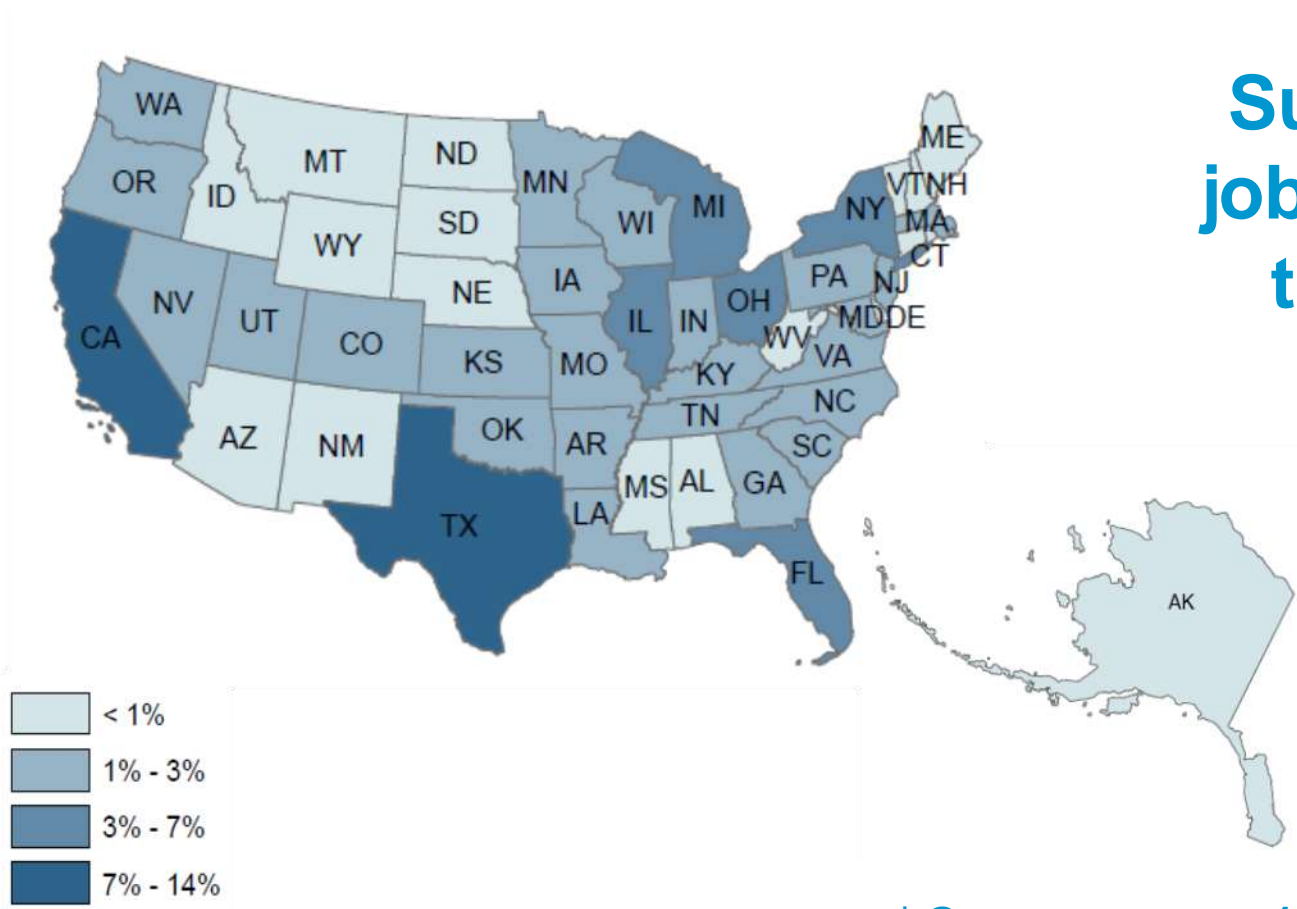 Su
job
t
WA
OR
ID
MT
ND
MN
SD
WY
NE
WI
MI
NY
ME
VT
NH
MA
CT
NV
UT
CO
KS
IA
MO
IL
IN
OH
PA
NJ
MD
DE
WV
VA
KY
CA
AZ
NM
OK
AR
TN
NC
SC
TX
LA
MS
AL
GA
FL
AK
< 1%
1% - 3%
3% - 7%
7% - 14%